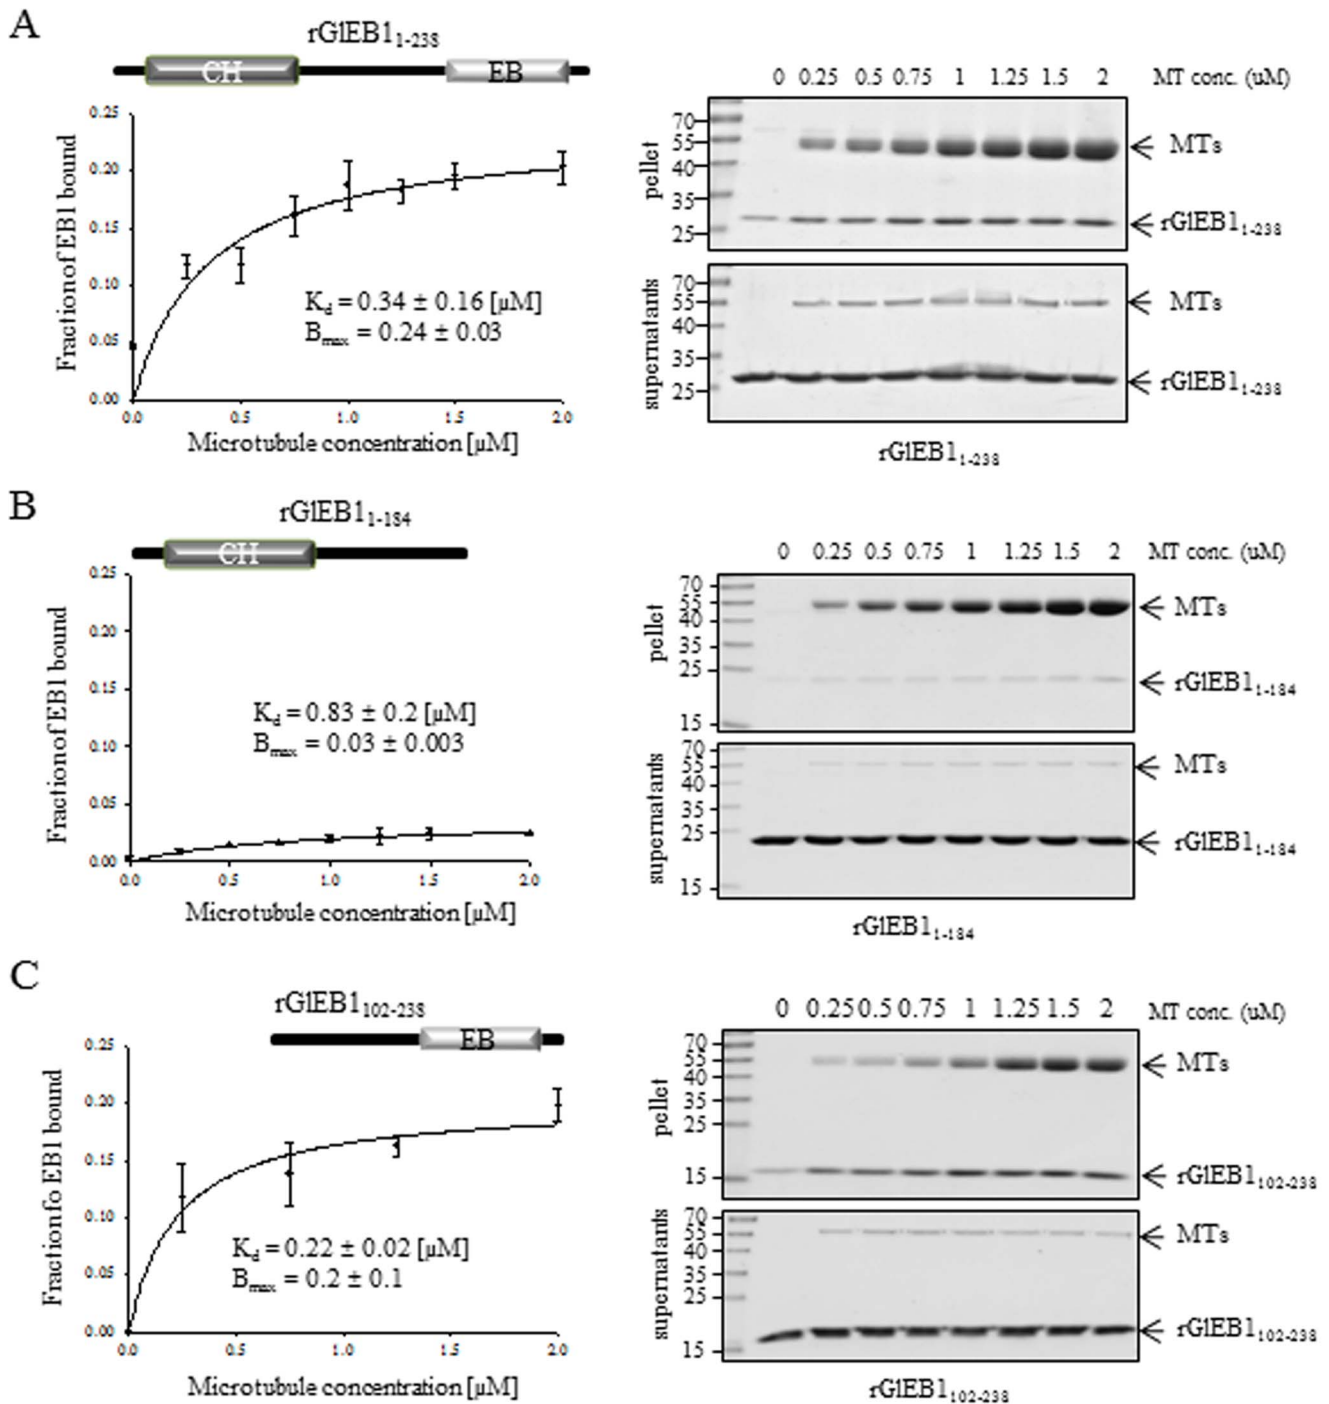 A
rGlEB1₁₋₂₃₈
CH EB
0.25
0.20
0.15
0.10
0.05
0.00
0.0 0.5 1.0 1.5 2.0
Fraction of EB1 bound
K_d = 0.34 ± 0.16 [µM]
B_max = 0.24 ± 0.03
Microtubule concentration [µM]
0 0.25 0.5 0.75 1 1.25 1.5 2 MT conc. (uM)
pellet
70
55
40
35
25
MTs
rGlEB1₁₋₂₃₈
supernatants
70
55
40
35
25
MTs
rGlEB1₁₋₂₃₈
rGlEB1₁₋₂₃₈
B
rGlEB1₁₋₁₈₄
CH
0.25
0.20
0.15
0.10
0.05
0.00
0.0 0.5 1.0 1.5 2.0
Fraction of EB1 bound
K_d = 0.83 ± 0.2 [µM]
B_max = 0.03 ± 0.003
Microtubule concentration [µM]
0 0.25 0.5 0.75 1 1.25 1.5 2 MT conc. (uM)
pellet
70
55
40
35
25
15
MTs
rGlEB1₁₋₁₈₄
supernatants
70
55
40
35
25
15
MTs
rGlEB1₁₋₁₈₄
rGlEB1₁₋₁₈₄
C
rGlEB1₁₀₂₋₂₃₈
EB
0.25
0.20
0.15
0.10
0.05
0.00
0.0 0.5 1.0 1.5 2.0
Fraction fo EB1 bound
K_d = 0.22 ± 0.02 [µM]
B_max = 0.2 ± 0.1
Microtubule concentration [µM]
0 0.25 0.5 0.75 1 1.25 1.5 2 MT conc. (uM)
pellet
70
55
40
35
25
15
MTs
rGlEB1₁₀₂₋₂₃₈
supernatants
70
55
40
35
25
15
MTs
rGlEB1₁₀₂₋₂₃₈
rGlEB1₁₀₂₋₂₃₈